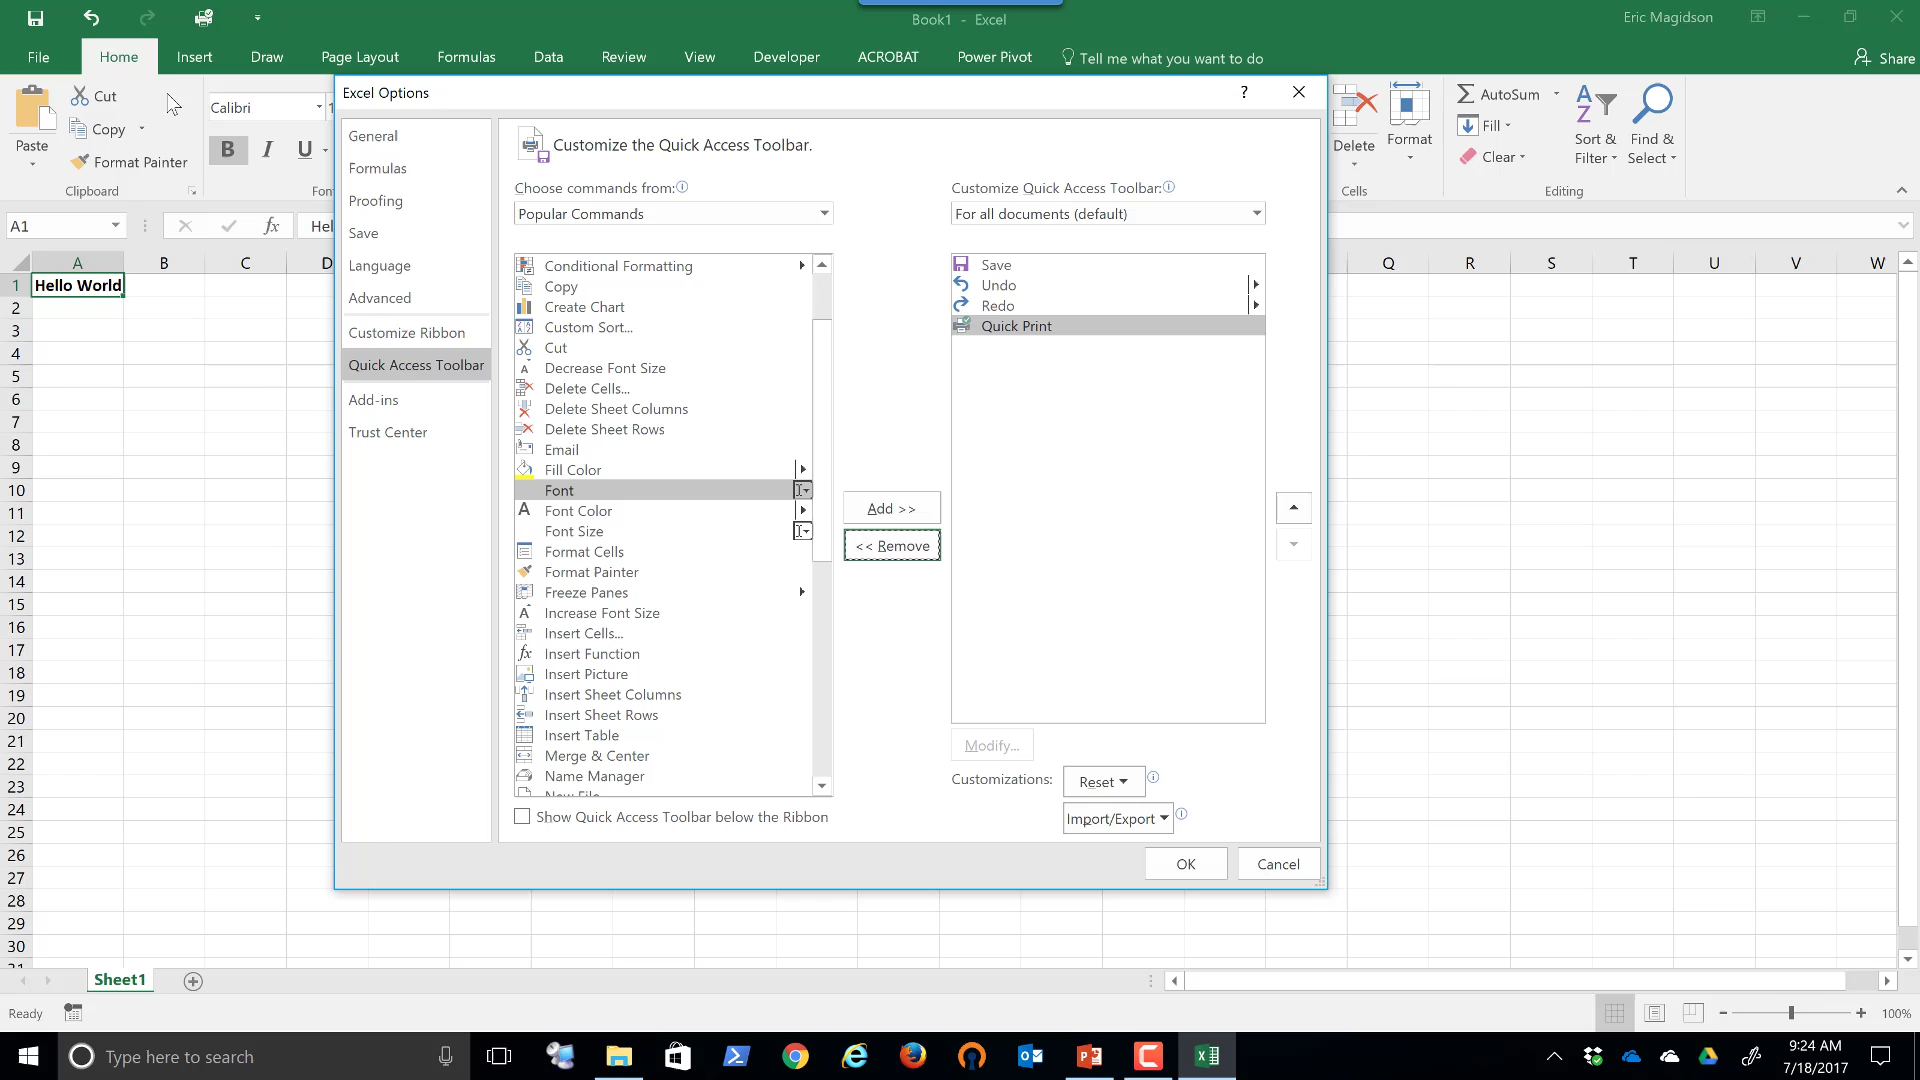 Book1 - Excel
Eric Magidson
File Home Insert Draw Page Layout Formulas Data Review View Developer ACROBAT Power Pivot Tell me what you want to do Share
Paste
Cut
Copy
Format Painter
Clipboard
Calibri
B I U
Delete
Format
Cells
AutoSum
Fill
Clear
Sort &
Filter
Find &
Select
Editing
A1
fx
A B C Q R S T U V W
Hello World
1
2
3
4
5
6
7
8
9
10
11
12
13
14
15
16
17
18
19
20
21
22
23
24
25
26
27
28
29
30
Excel Options
?
General
Formulas
Proofing
Save
Language
Advanced
Customize Ribbon
Quick Access Toolbar
Add-ins
Trust Center
Customize the Quick Access Toolbar.
Choose commands from:
Popular Commands
Conditional Formatting
Copy
Create Chart
Custom Sort...
Cut
Decrease Font Size
Delete Cells...
Delete Sheet Columns
Delete Sheet Rows
Email
Fill Color
Font
Font Color
Font Size
Format Cells
Format Painter
Freeze Panes
Increase Font Size
Insert Cells...
Insert Function
Insert Picture
Insert Sheet Columns
Insert Sheet Rows
Insert Table
Merge & Center
Name Manager
Show Quick Access Toolbar below the Ribbon
Add >>
<< Remove
Customize Quick Access Toolbar:
For all documents (default)
Save
Undo
Redo
Quick Print
Modify...
Customizations:
Reset
Import/Export
OK
Cancel
Sheet1
Ready
100%
Type here to search
9:24 AM
7/18/2017